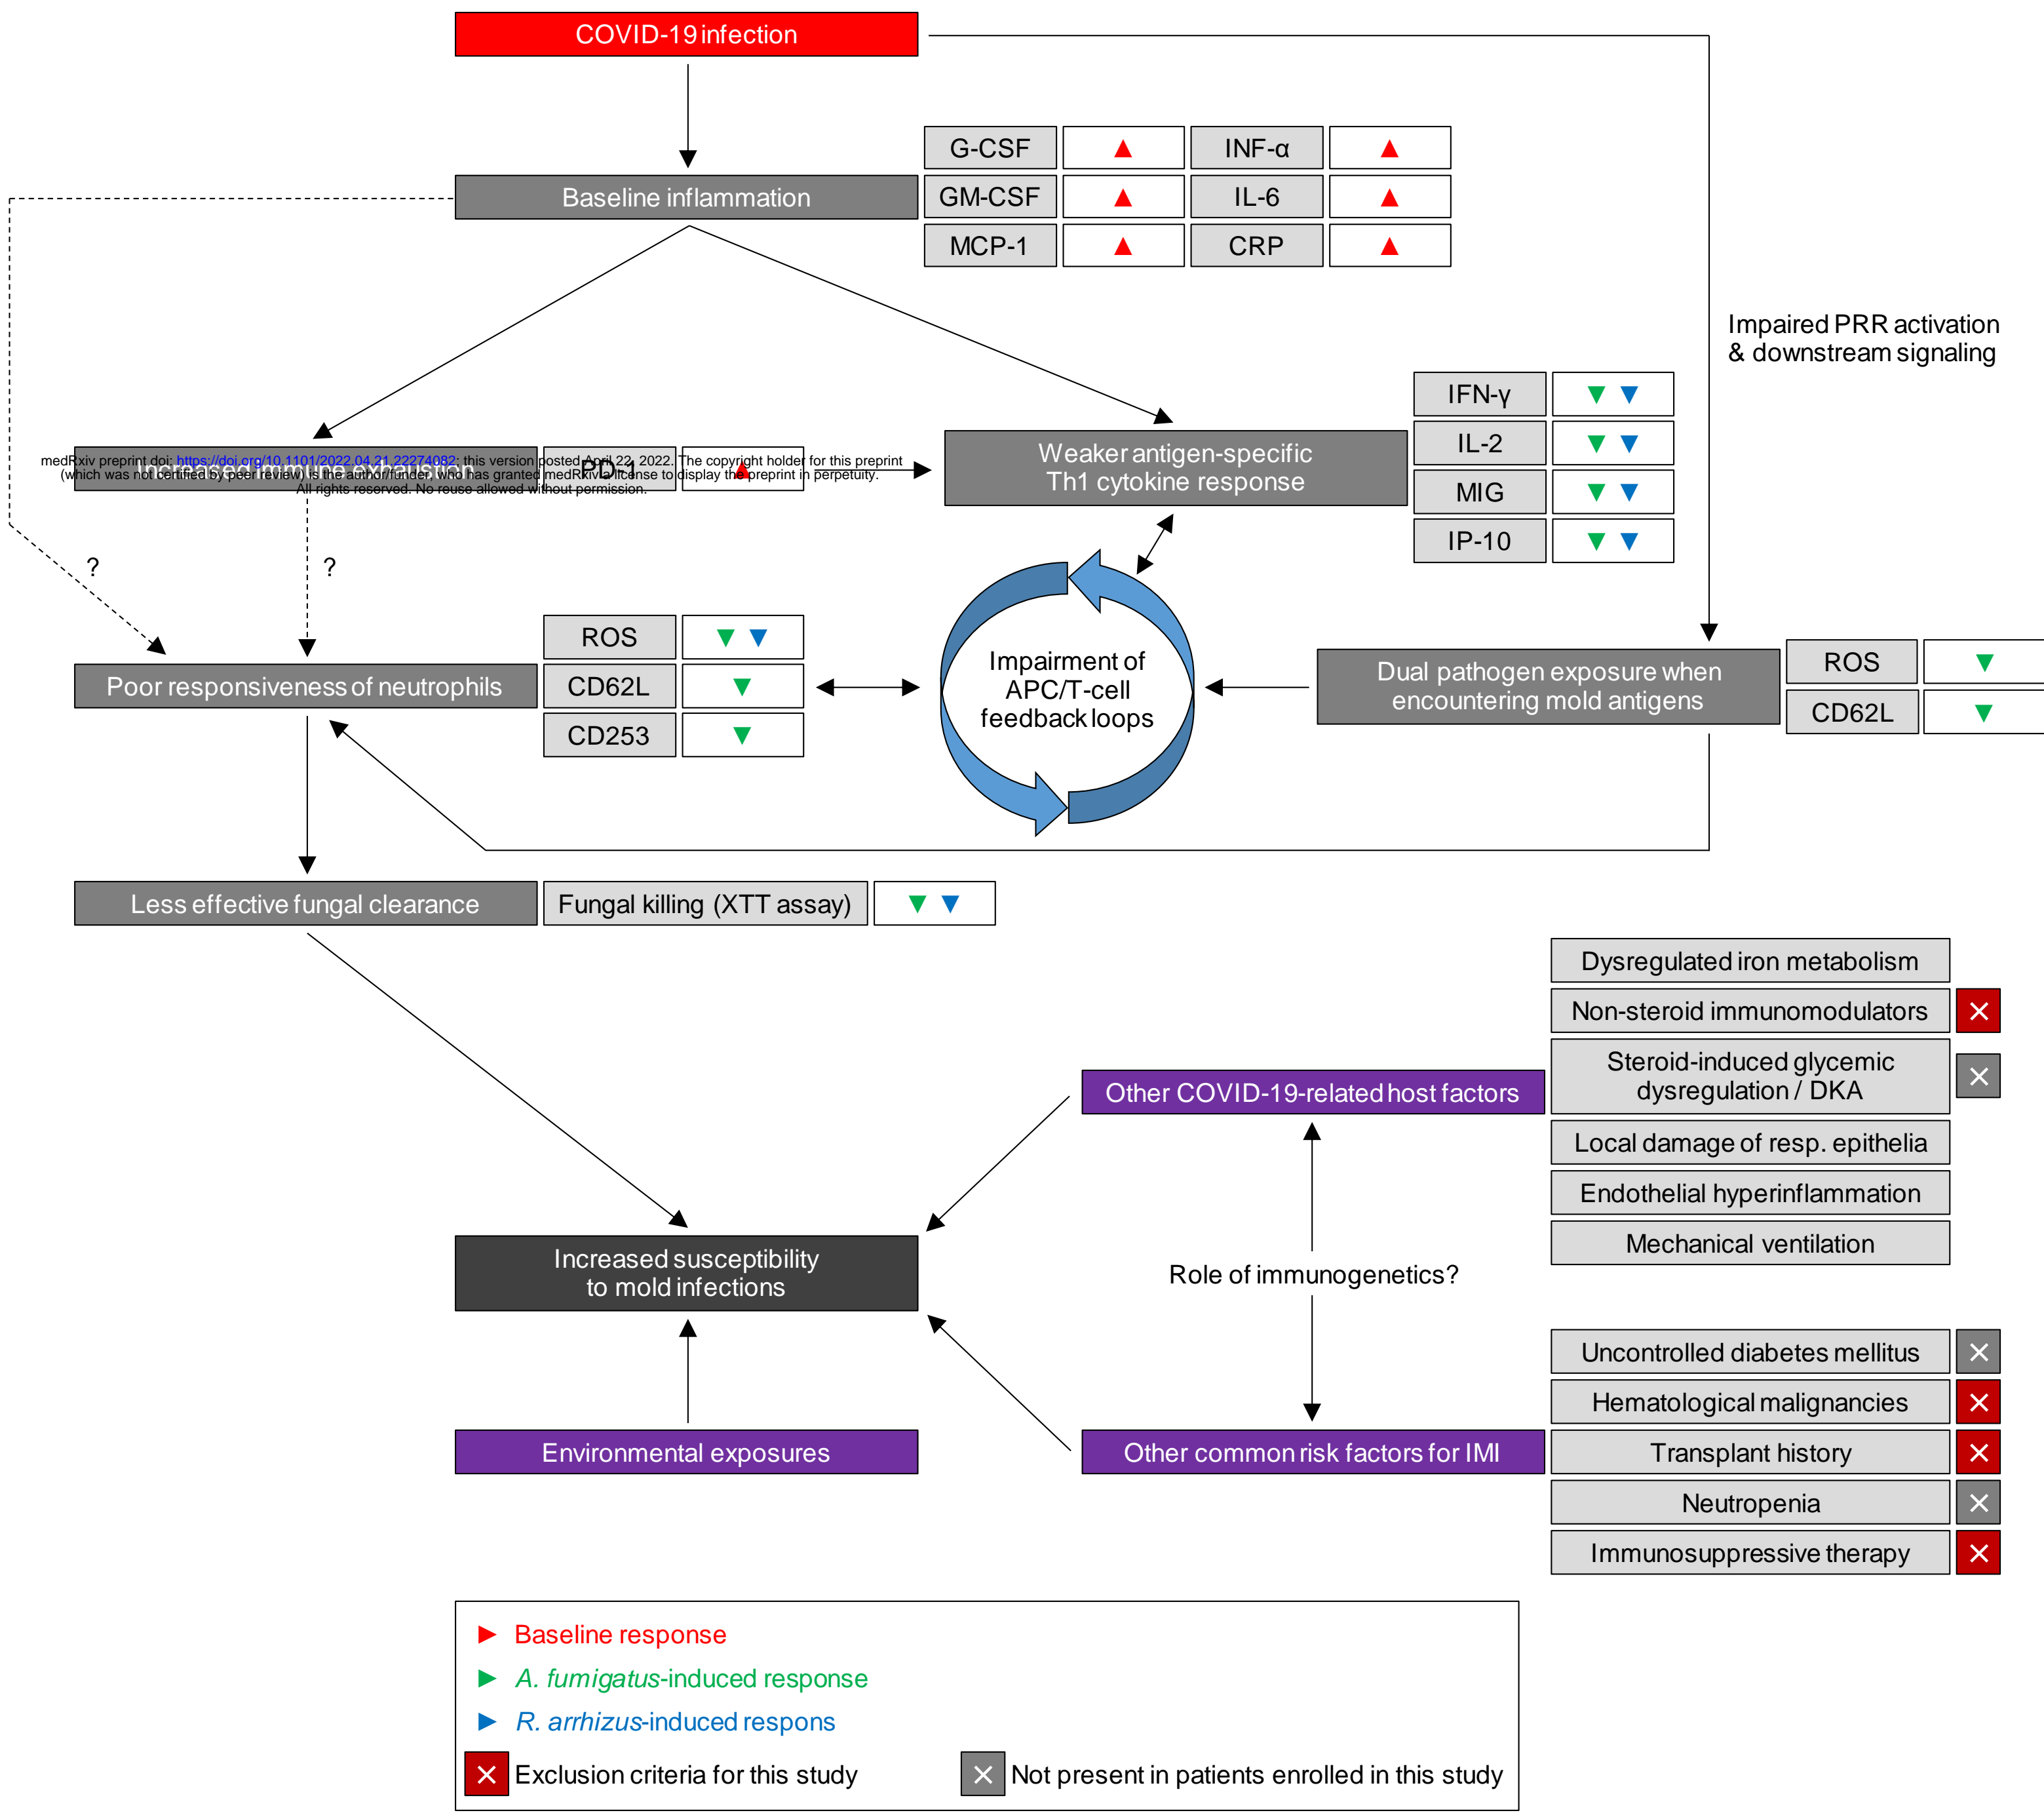 COVID-19 infection
G-CSF
INF-α
Baseline inflammation
GM-CSF
IL-6
MCP-1
CRP
Impaired PRR activation
& downstream signaling
IFN-γ
Weaker antigen-specific
Th1 cytokine response
IL-2
MIG
IP-10
Increased immune exhaustion
PD-1
medRxiv preprint doi: https://doi.org/10.1101/2022.04.21.22274082; this version posted April 22, 2022. The copyright holder for this preprint
(which was not certified by peer review) is the author/funder, who has granted medRxiv a license to display the preprint in perpetuity.
All rights reserved. No reuse allowed without permission.
?
?
ROS
Poor responsiveness of neutrophils
CD62L
CD253
Impairment of
APC/T-cell
feedback loops
Dual pathogen exposure when
encountering mold antigens
ROS
CD62L
Less effective fungal clearance
Fungal killing (XTT assay)
Dysregulated iron metabolism
Non-steroid immunomodulators
Other COVID-19-related host factors
Steroid-induced glycemic
dysregulation / DKA
Local damage of resp. epithelia
Endothelial hyperinflammation
Mechanical ventilation
Increased susceptibility
to mold infections
Role of immunogenetics?
Uncontrolled diabetes mellitus
Hematological malignancies
Environmental exposures
Other common risk factors for IMI
Transplant history
Neutropenia
Immunosuppressive therapy
Baseline response
A. fumigatus-induced response
R. arrhizus-induced respons
Exclusion criteria for this study
Not present in patients enrolled in this study